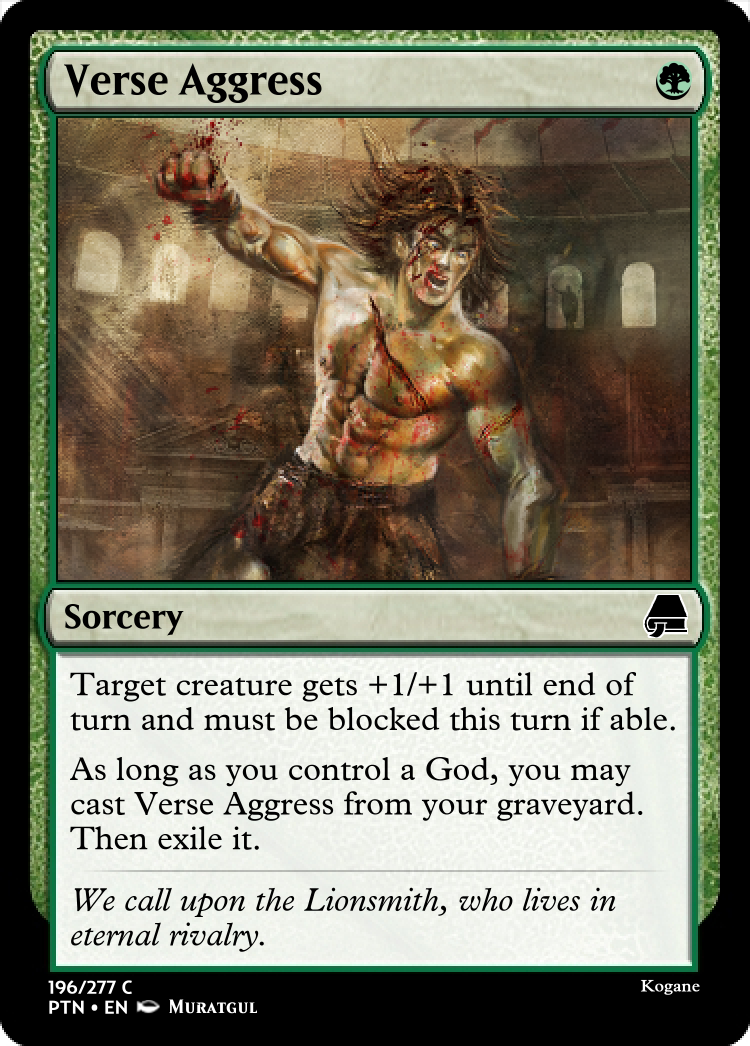 Verse Aggress
Sorcery
Target creature gets +1/+1 until end of
turn and must be blocked this turn if able.
As long as you control a God, you may
cast Verse Aggress from your graveyard.
Then exile it.
We call upon the Lionsmith, who lives in
eternal rivalry.
196/277 C
Kogane
PTN • EN Muratgul